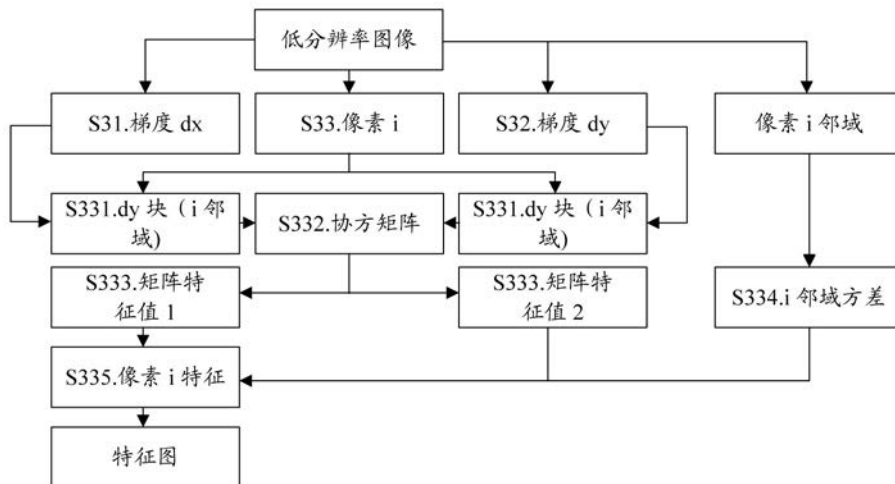 低分辨率图像
S31.梯度 dx
S33.像素 i
S32.梯度 dy
像素 i 邻域
S331.dy 块（i 邻
域)
S332.协方矩阵
S331.dy 块（i 邻
域)
S333.矩阵特
征值 1
S333.矩阵特
征值 2
S334.i 邻域方差
S335.像素 i 特征
特征图